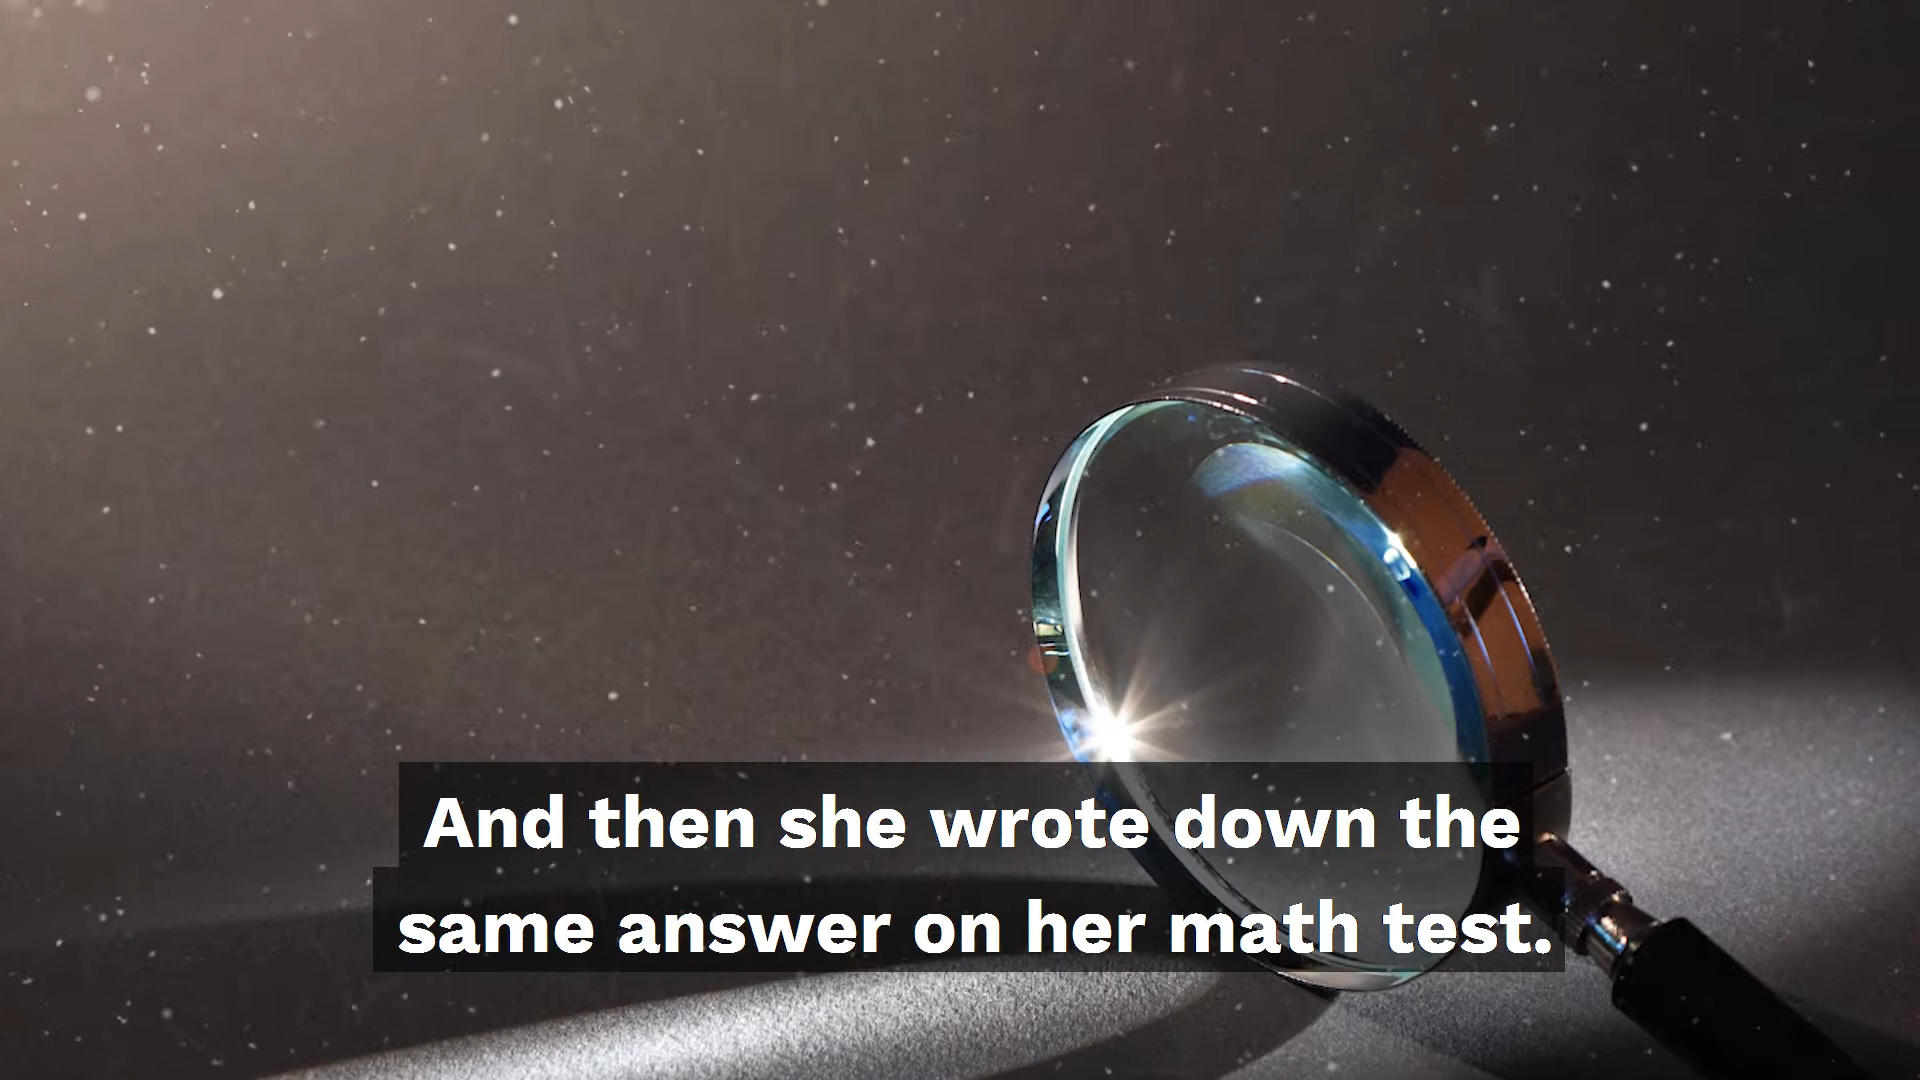 And then she wrote down the
same answer on her math test.